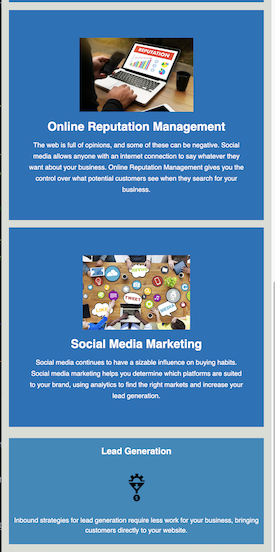 REPUTATION
Online Reputation Management
The web is full of opinions, and some of these can be negative. Social
media allows anyone with an internet connection to say whatever they
want about your business. Online Reputation Management gives you the
control over what potential customers see when they search for your
business.
TWEET
Social Media Marketing
Social media continues to have a sizable influence on buying habits.
Social media marketing helps you determine which platforms are suited
to your brand, using analytics to find the right markets and increase your
lead generation.
Lead Generation
Inbound strategies for lead generation require less work for your business, bringing
customers directly to your website.